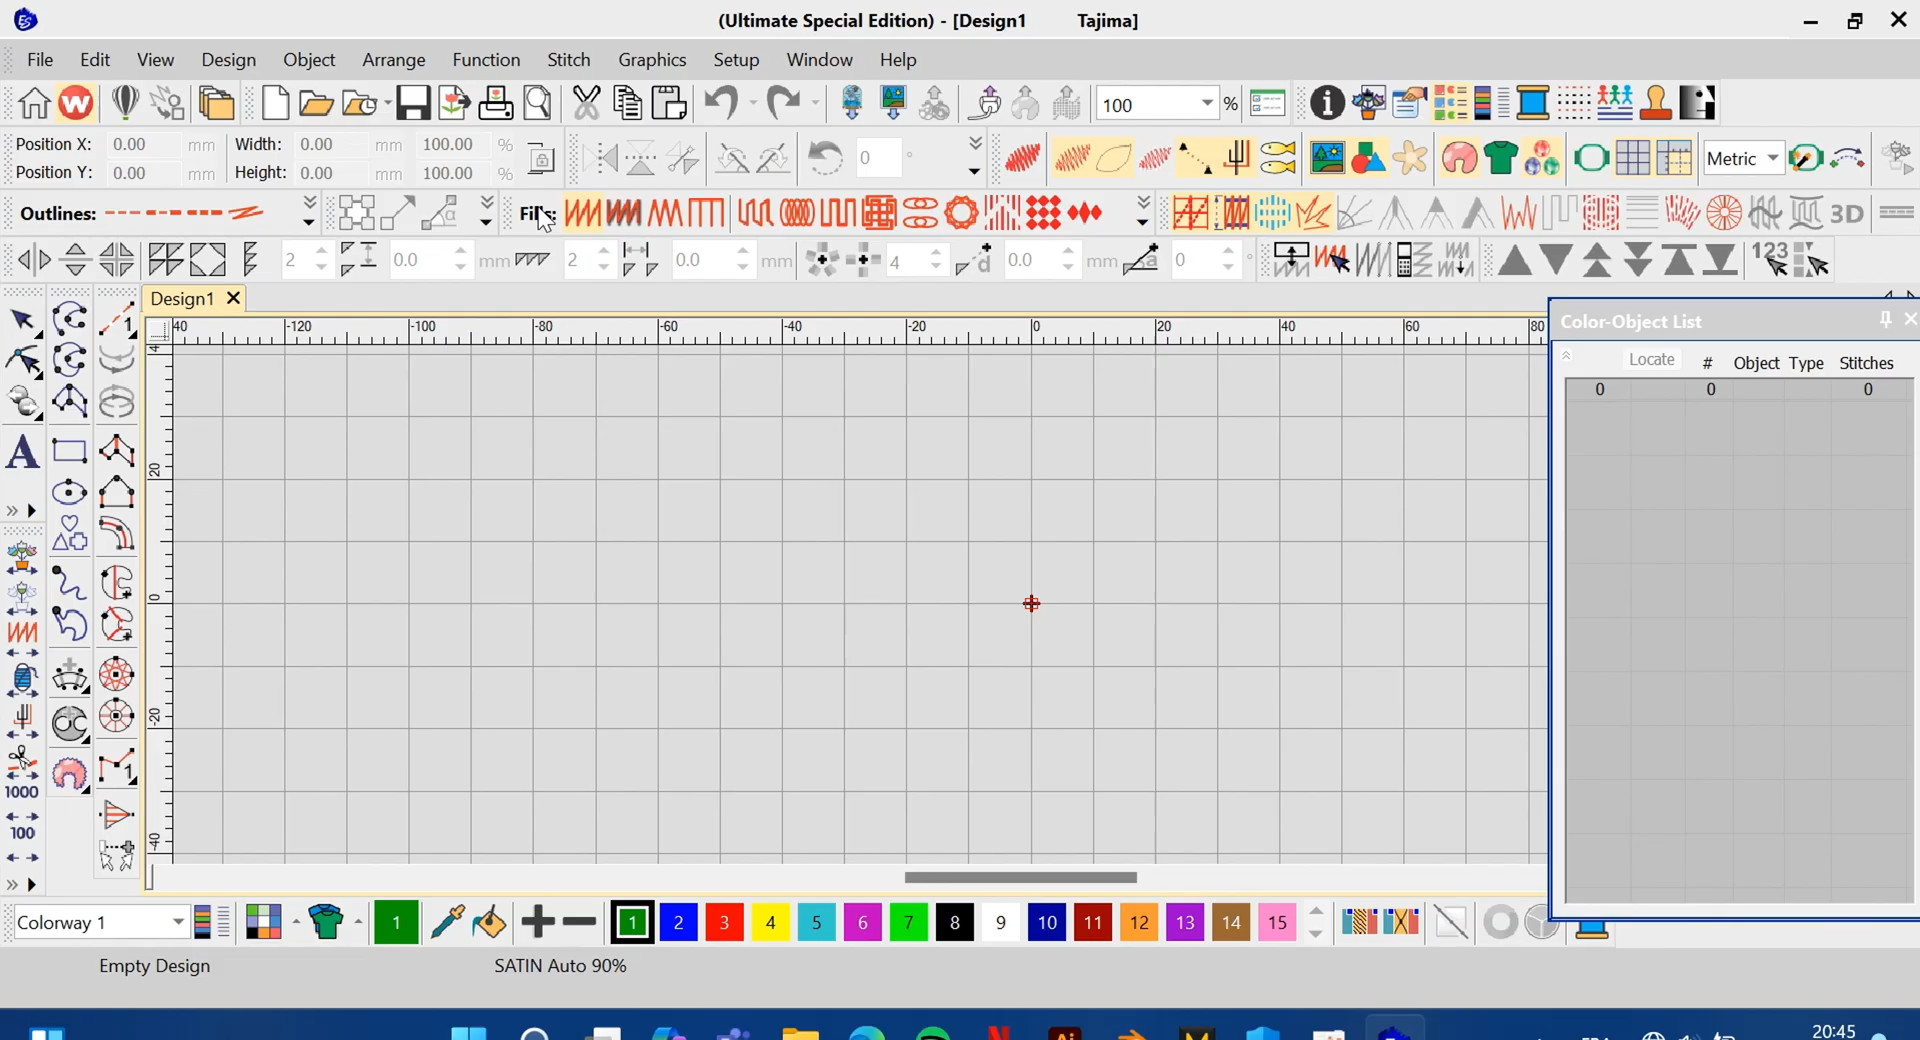 (Ultimate Special Edition) - [Design1 Tajima]
File Edit View Design Object Arrange Function Stitch Graphics Setup Window Help
100 %
Position X: 0.00 mm Width: 0.00 mm 100.00 %
Position Y: 0.00 mm Height: 0.00 mm 100.00 %
0 °
Metric
Outlines:
Fills:
3D
2 0.0 mm 2 0.0 mm 4 0.0 mm 0 °
123
Design1
40 -120 -100 -80 -60 -40 -20 0 20 40 60 80
Color-Object List
Locate # Object Type Stitches
0 0 0
4
20
0
-20
-40
A
1
1
1000
100
Colorway 1
1
1 2 3 4 5 6 7 8 9 10 11 12 13 14 15
Empty Design SATIN Auto 90%
20:45